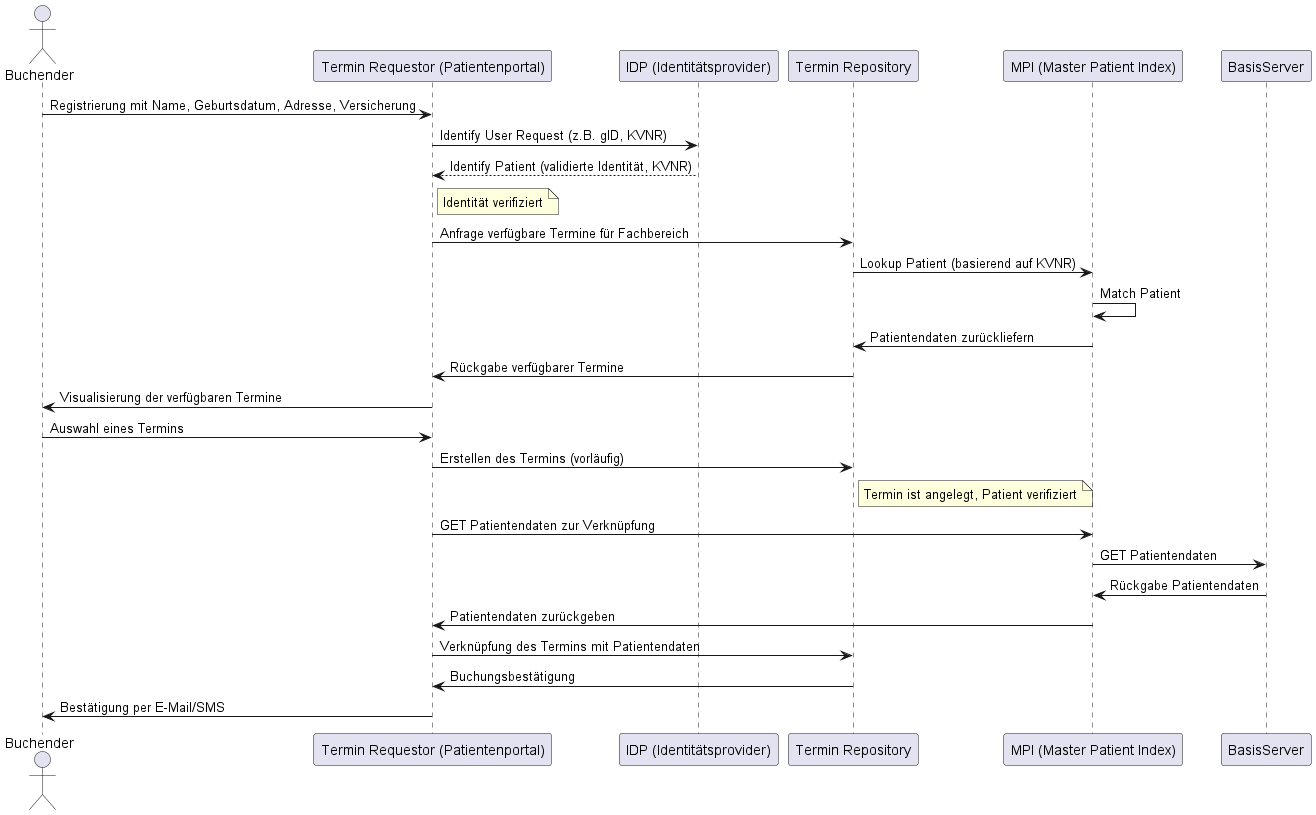 Buchender
Termin Requestor (Patientenportal)
IDP (Identitätsprovider)
Termin Repository
MPI (Master Patient Index)
BasisServer
Registrierung mit Name, Geburtsdatum, Adresse, Versicherung
Identify User Request (z.B. gID, KVNR)
Identify Patient (validierte Identität, KVNR)
Identität verifiziert
Anfrage verfügbare Termine für Fachbereich
Lookup Patient (basierend auf KVNR)
Match Patient
Patientendaten zurückliefern
Rückgabe verfügbarer Termine
Visualisierung der verfügbaren Termine
Auswahl eines Termins
Erstellen des Termins (vorläufig)
Termin ist angelegt, Patient verifiziert
GET Patientendaten zur Verknüpfung
GET Patientendaten
Rückgabe Patientendaten
Patientendaten zurückgeben
Verknüpfung des Termins mit Patientendaten
Buchungsbestätigung
Bestätigung per E-Mail/SMS
Buchender
Termin Requestor (Patientenportal)
IDP (Identitätsprovider)
Termin Repository
MPI (Master Patient Index)
BasisServer